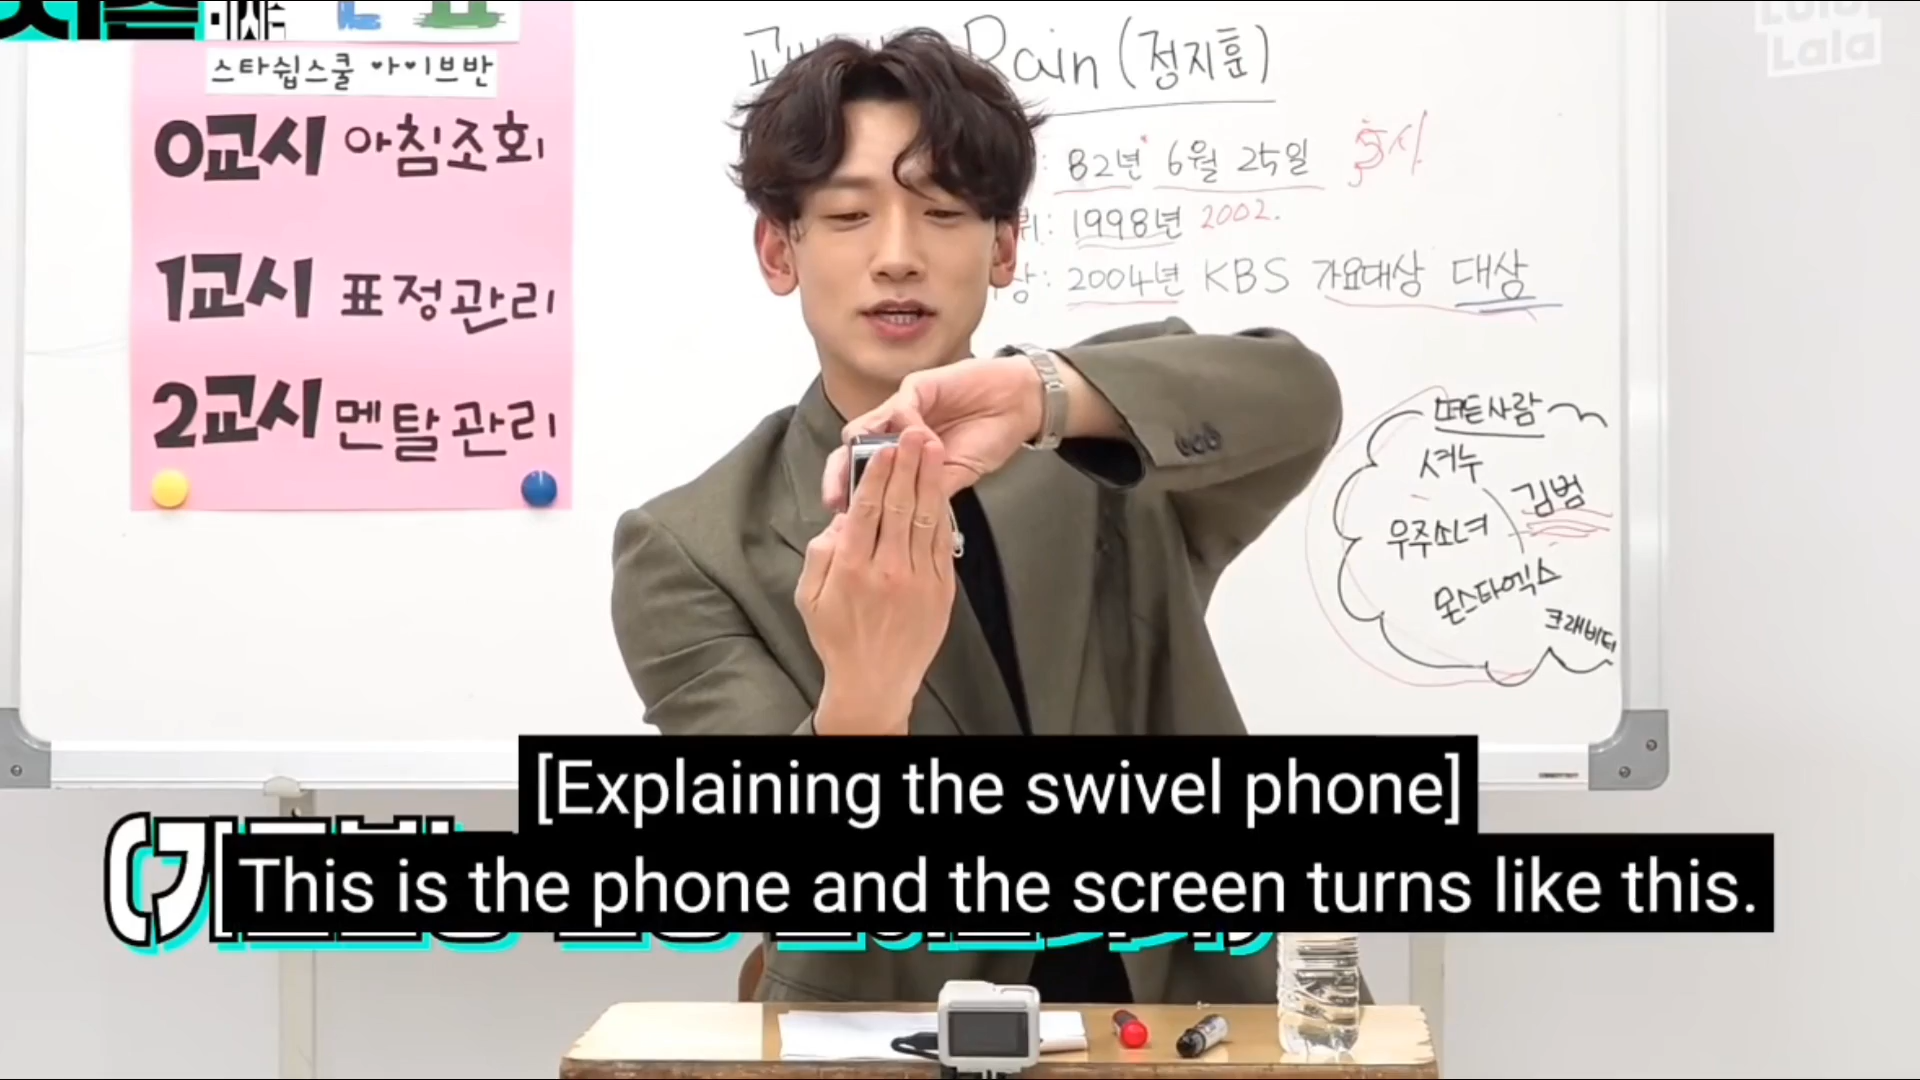 Lala
스타쉽스쿨 아이브반
0교시 아침조회
1교시 표정관리
2교시 멘탈관리
Rain (정지훈)
: 82년 6월 25일
: 1998년 2002.
상: 2004년 KBS 가요대상 대상
떠든사람
셔누
김범
우주소녀
몬스타엑스
크래비티
[Explaining the swivel phone]
This is the phone and the screen turns like this.